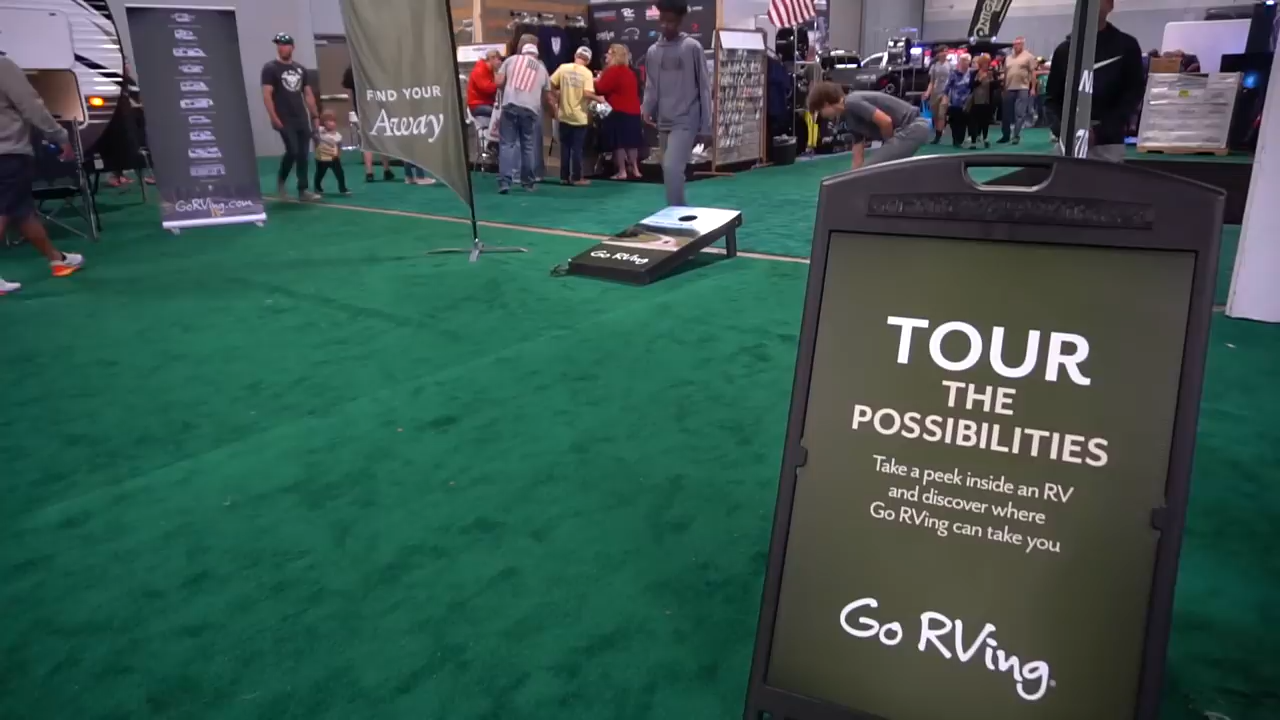 GoRVing.com
FIND YOUR
Away
Go RVing
TOUR
THE
POSSIBILITIES
Take a peek inside an RV
and discover where
Go RVing can take you
Go RVing